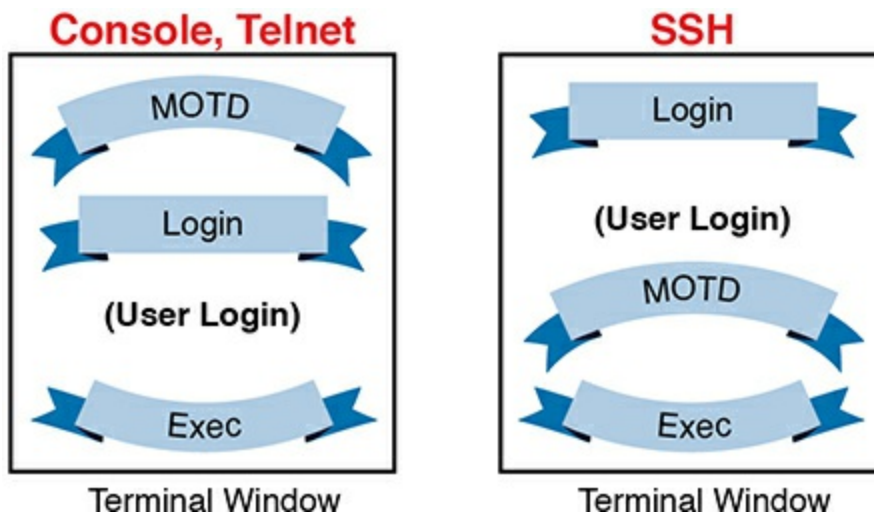 Console, Telnet
MOTD
Login
(User Login)
Exec
Terminal Window
SSH
Login
(User Login)
MOTD
Exec
Terminal Window